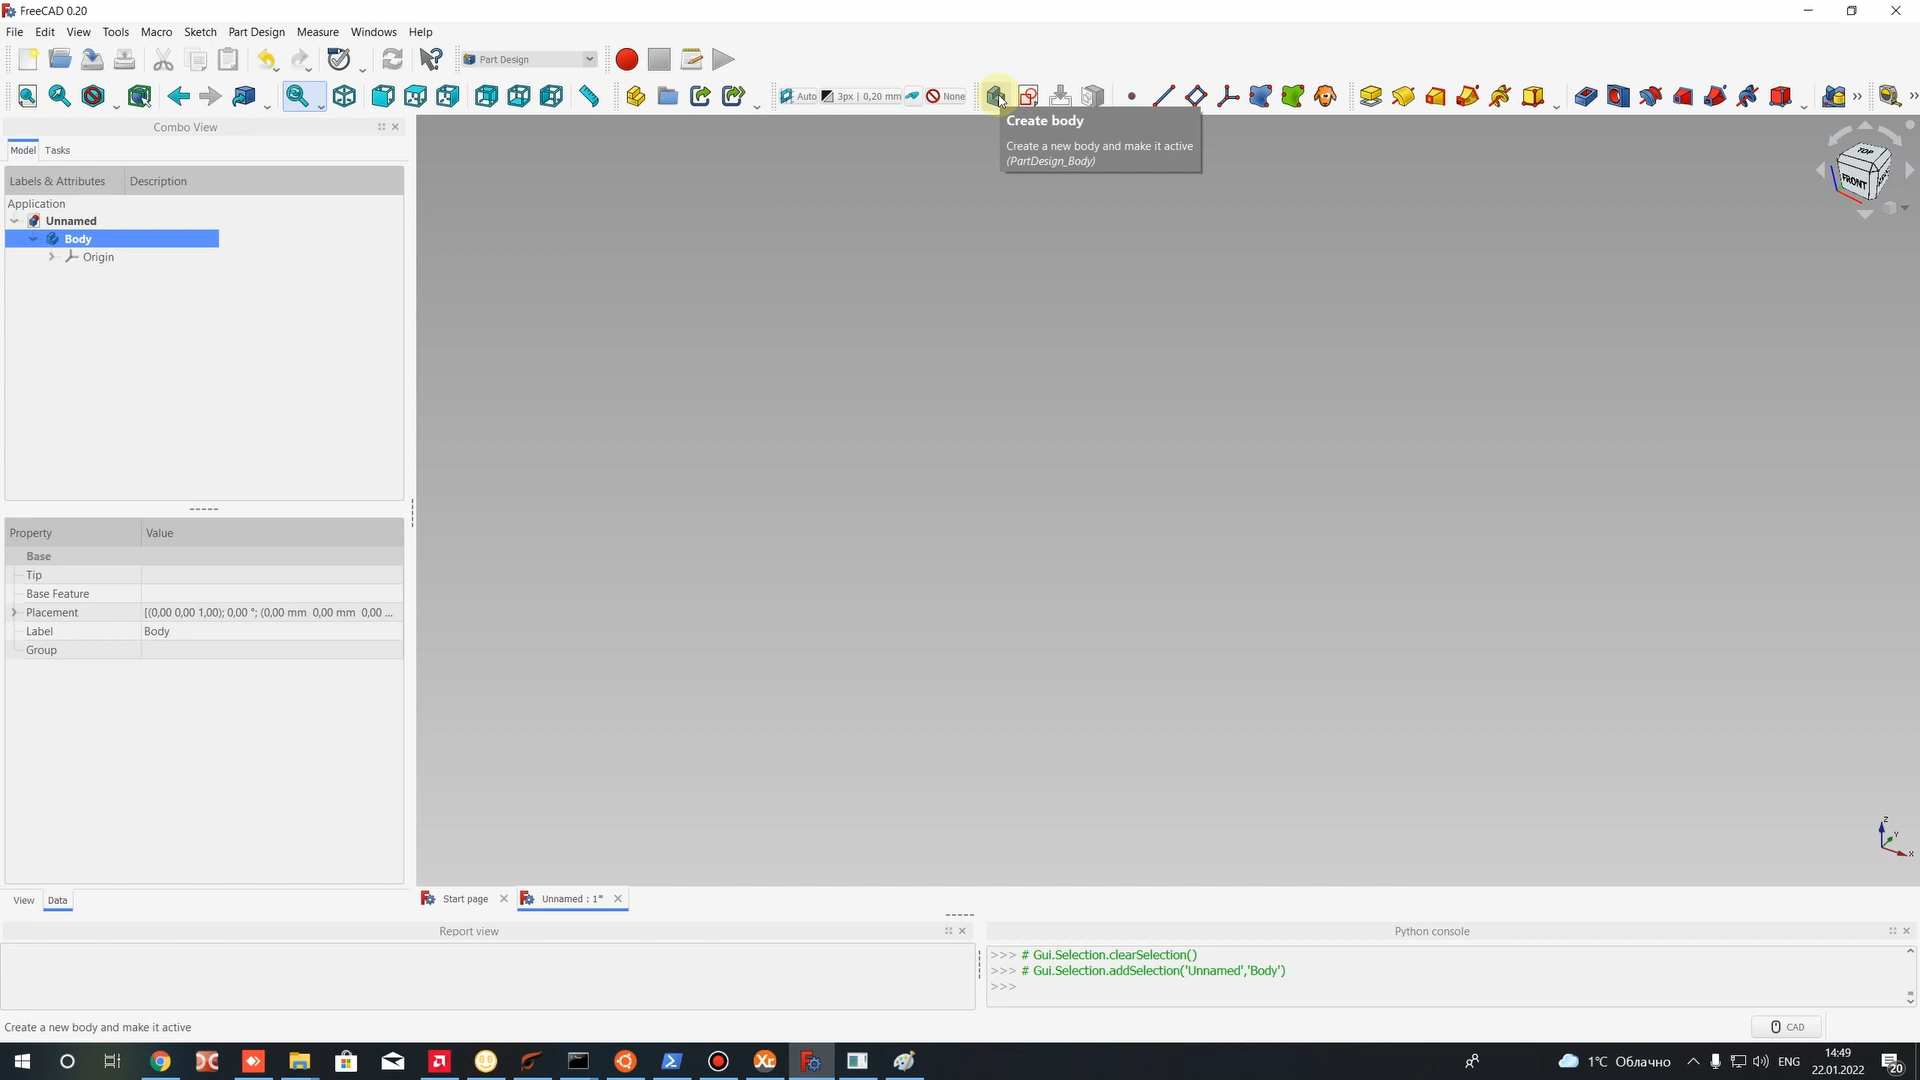 FreeCAD 0.20
File Edit View Tools Macro Sketch Part Design Measure Windows Help
Part Design
Auto 3px | 0,20 mm None
Create body
Create a new body and make it active
(PartDesign_Body)
Combo View
Model Tasks
Labels & Attributes Description
Application
Unnamed
Body
Origin
TOP
FRONT
Property Value
Base
Tip
Base Feature
Placement [(0,00 0,00 1,00); 0,00 °; (0,00 mm 0,00 mm 0,00 ...
Label Body
Group
Z
Y
X
View Data
Start page Unnamed : 1*
Report view
Python console
>>> # Gui.Selection.clearSelection()
>>> # Gui.Selection.addSelection('Unnamed','Body')
>>>
Create a new body and make it active
CAD
1°C Облачно ENG 14:49
22.01.2022
20